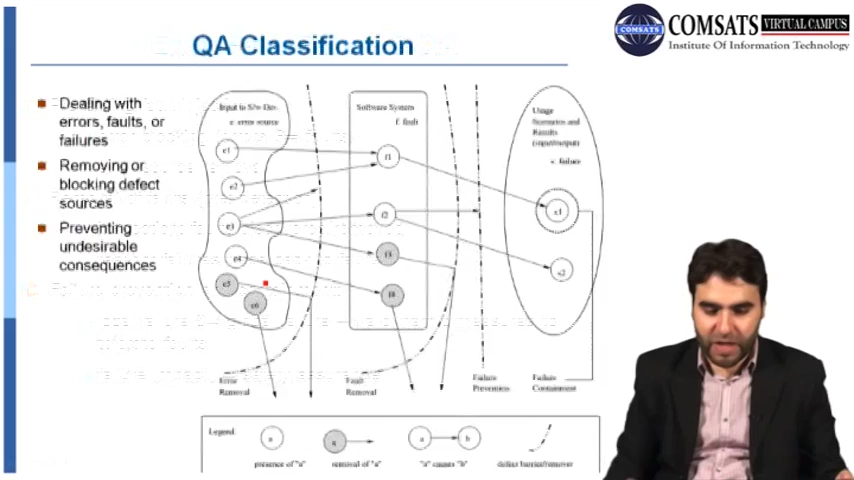 QA Classification
COMSATS VIRTUAL CAMPUS
Institute Of Information Technology
COMSATS
Dealing with
errors, faults, or
failures
Removing or
blocking defect
sources
Preventing
undesirable
consequences
Input to S/w Dev.
e: error source
e1
e2
e3
e4
e5
e6
Software System
f: fault
f1
f2
f3
f4
Usage
Scenarios and
Results
(input/output)
failure
Error
Removal
Fault
Removal
Failure
Prevention
Failure
Containment
Legend:
a
a
a
b
presence of "a"
removal of "a"
"a" causes "b"
defect barrier/remover